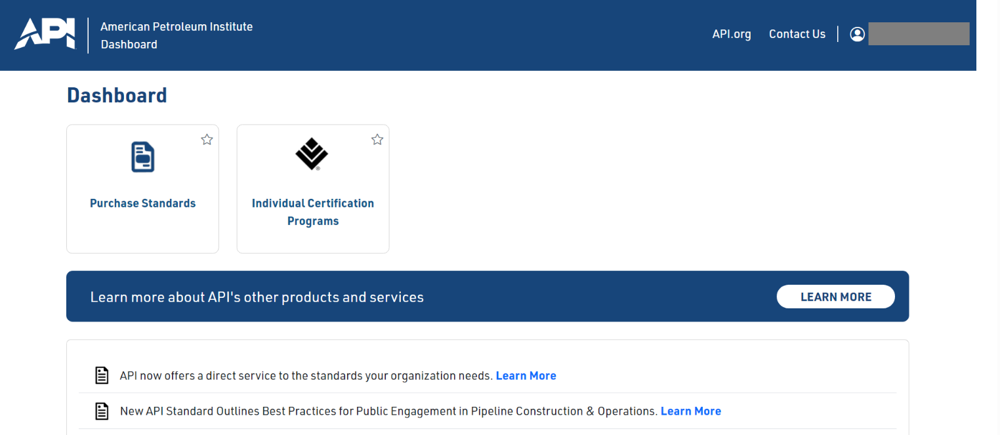 API
American Petroleum Institute
Dashboard
API.org
Contact Us
Dashboard
Purchase Standards
Individual Certification
Programs
Learn more about API's other products and services
LEARN MORE
API now offers a direct service to the standards your organization needs. Learn More
New API Standard Outlines Best Practices for Public Engagement in Pipeline Construction & Operations. Learn More